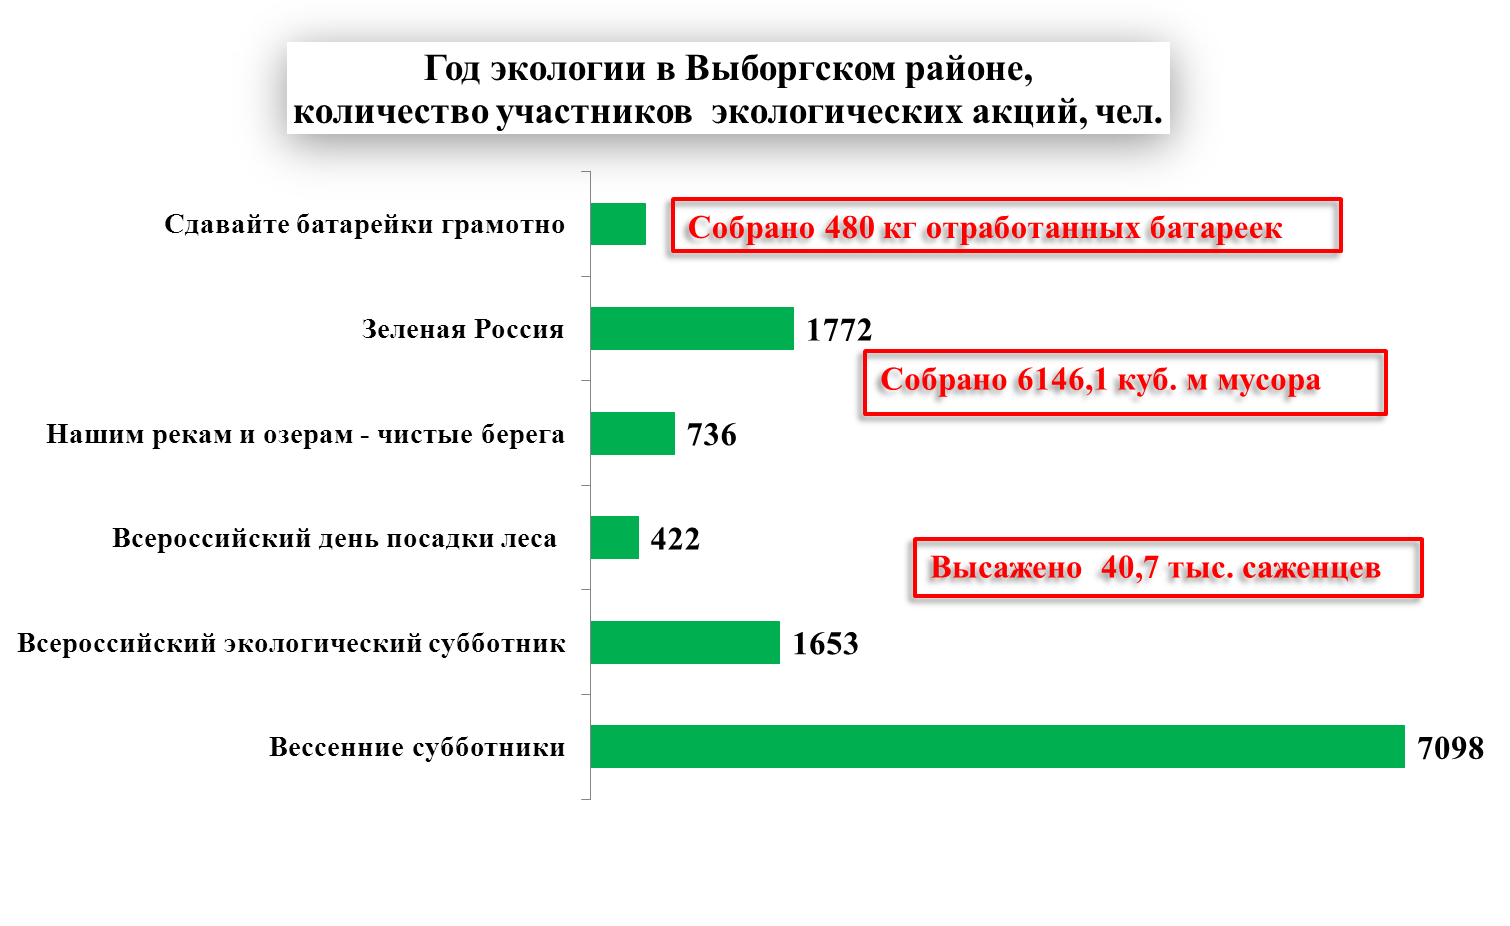 Год экологии в Выборгском районе,
количество участников экологических акций, чел.
Сдавайте батарейки грамотно
Собрано 480 кг отработанных батареек
Зеленая Россия
1772
Собрано 6146,1 куб. м мусора
Нашим рекам и озерам - чистые берега
736
Всероссийский день посадки леса
422
Высажено 40,7 тыс. саженцев
Всероссийский экологический субботник
1653
Вессенние субботники
7098